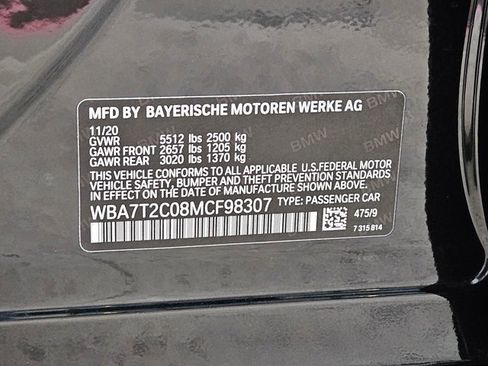 MFD BY BAYERISCHE MOTOREN WERKE AG
11/20
GVWR 5512 lbs 2500 kg
GAWR FRONT 2657 lbs 1205 kg
GAWR REAR 3020 lbs 1370 kg
THIS VEHICLE CONFORMS TO ALL APPLICABLE U.S.FEDERAL MOTOR
VEHICLE SAFETY, BUMPER AND THEFT PREVENTION STANDARDS
IN EFFECT ON THE DATE OF MANUFACTURE SHOWN ABOVE.
WBA7T2C08MCF98307 TYPE: PASSENGER CAR
475/9
7 315 814